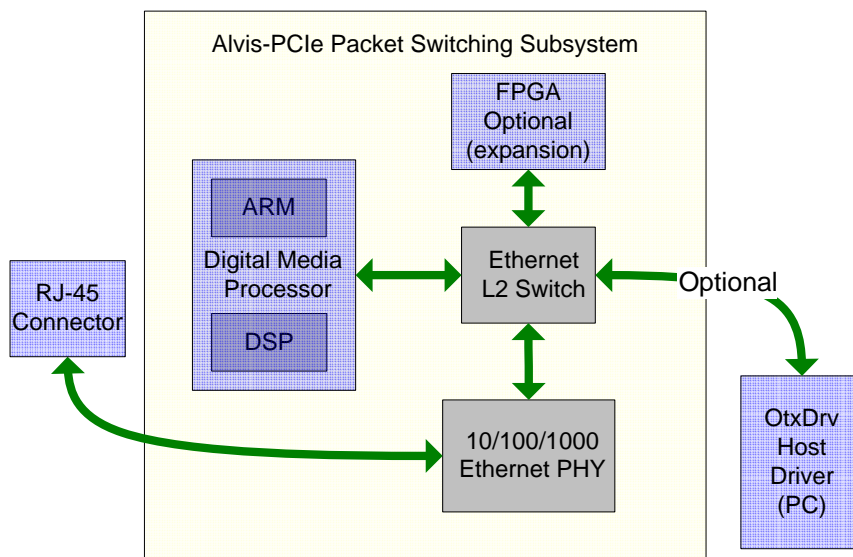 Alvis-PCIe Packet Switching Subsystem
FPGA
Optional
(expansion)
ARM
Digital Media
Processor
DSP
Ethernet
L2 Switch
Optional
RJ-45
Connector
10/100/1000
Ethernet PHY
OtxDrv
Host
Driver
(PC)